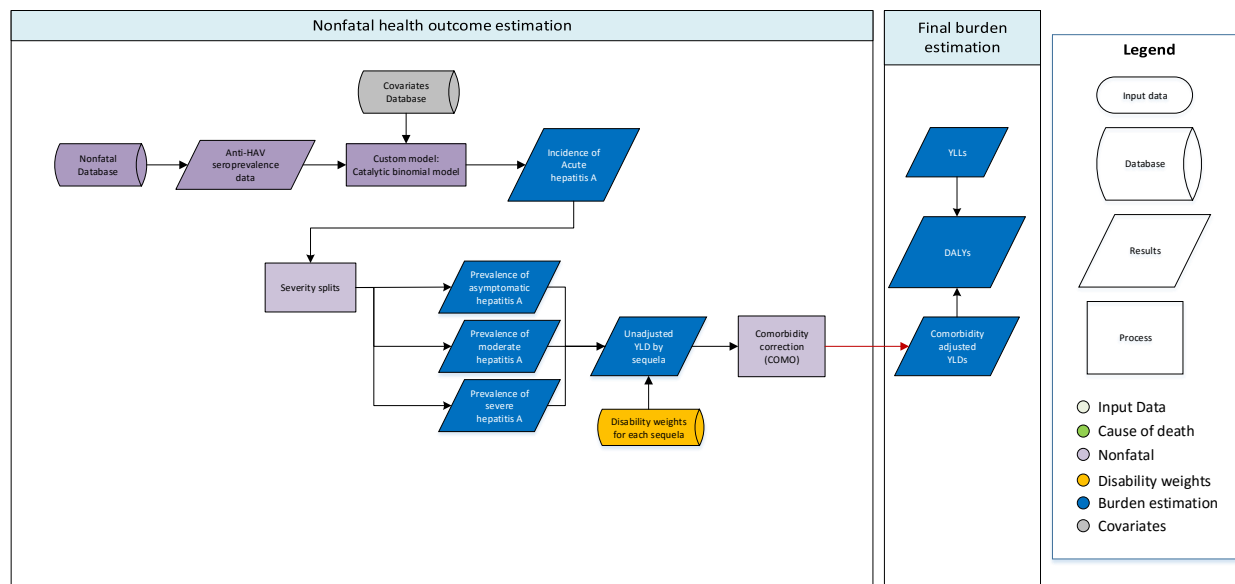 Nonfatal health outcome estimation
Final burden
estimation
Legend
Covariates
Database
Input data
Nonfatal
Database
Anti-HAV
seroprevalence
data
Custom model:
Catalytic binomial model
Incidence of
Acute
hepatitis A
YLLs
Database
DALYs
Results
Severity splits
Prevalence of
asymptomatic
hepatitis A
Prevalence of
moderate
hepatitis A
Prevalence of
severe
hepatitis A
Unadjusted
YLD by
sequela
Comorbidity
correction
(COMO)
Comorbidity
adjusted
YLDs
Disability weights
for each sequela
Process
Input Data
Cause of death
Nonfatal
Disability weights
Burden estimation
Covariates